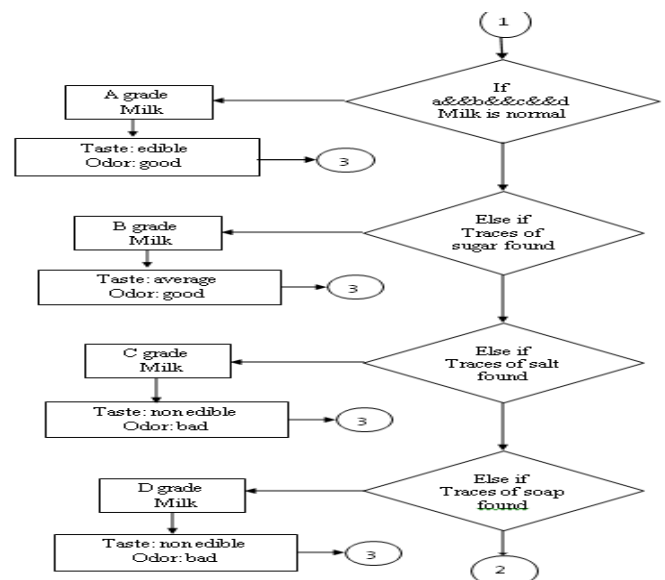 1
If
a&&b&&c&&d
Milk is normal
A grade
Milk
Taste: edible
Odor: good
3
Else if
Traces of
sugar found
B grade
Milk
Taste: average
Odor: good
3
Else if
Traces of salt
found
C grade
Milk
Taste: non edible
Odor: bad
3
Else if
Traces of soap
found
D grade
Milk
Taste: non edible
Odor: bad
3
2